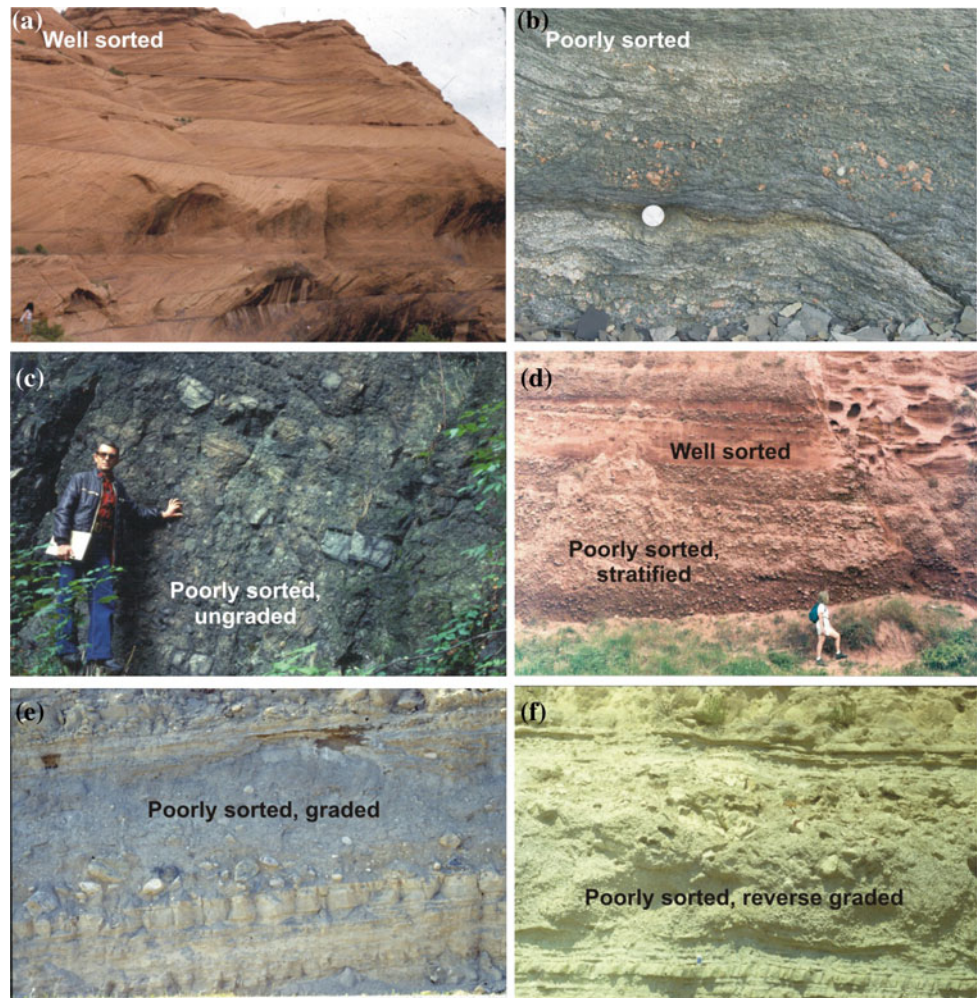 (a)
Well sorted
(b)
Poorly sorted
(c)
Poorly sorted,
ungraded
(d)
Well sorted
Poorly sorted,
stratified
(e)
Poorly sorted, graded
(f)
Poorly sorted, reverse graded